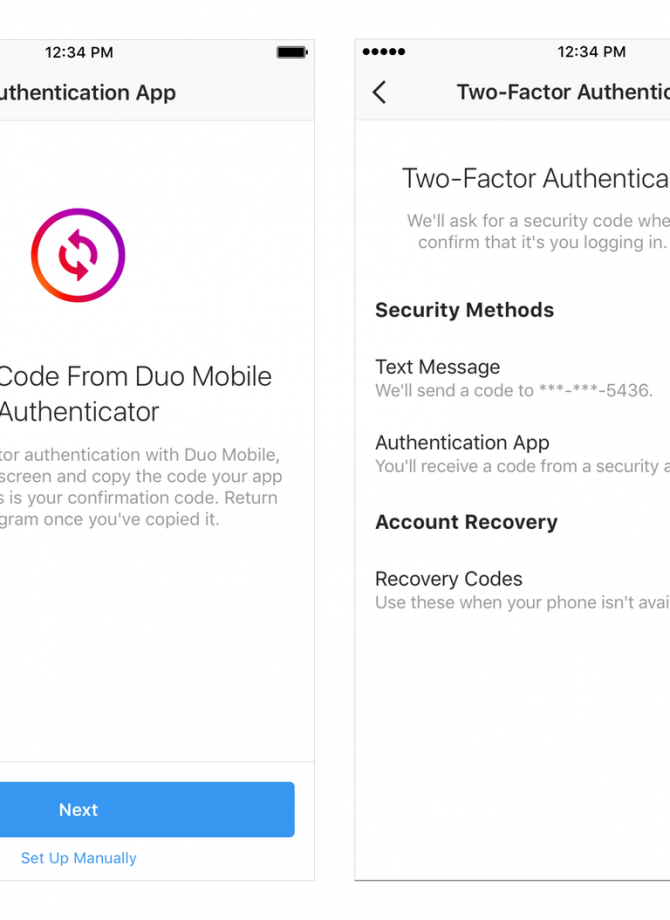 12:34 PM
uthentication App
Code From Duo Mobile
Authenticator
tor authentication with Duo Mobile,
screen and copy the code your app
s is your confirmation code. Return
gram once you've copied it.
Next
Set Up Manually
12:34 PM
Two-Factor Authentic
Two-Factor Authentica
We'll ask for a security code whe
confirm that it's you logging in.
Security Methods
Text Message
We'll send a code to ***-***-5436.
Authentication App
You'll receive a code from a security a
Account Recovery
Recovery Codes
Use these when your phone isn't avai